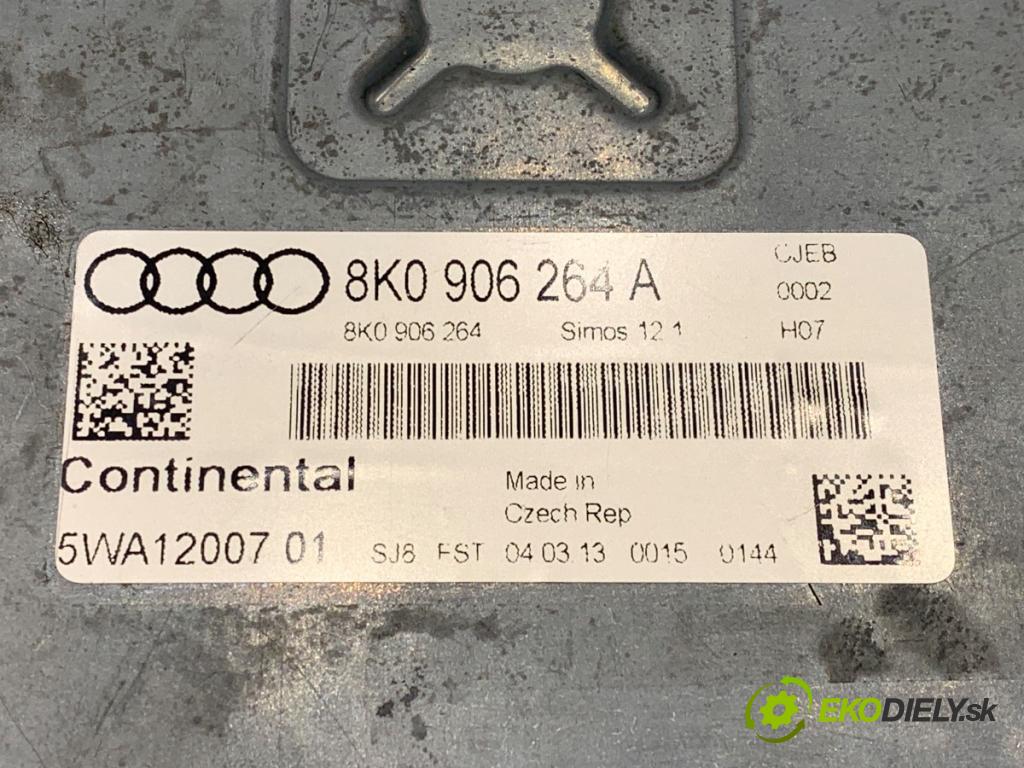 8K0 906 264 A
CJEB
0002
8K0 906 264 Simos 12.1 H07
Continental
Made in
Czech Rep
5WA12007 01 SJ8 FST 04.03.13 0015 0144
EKODIELY.sk